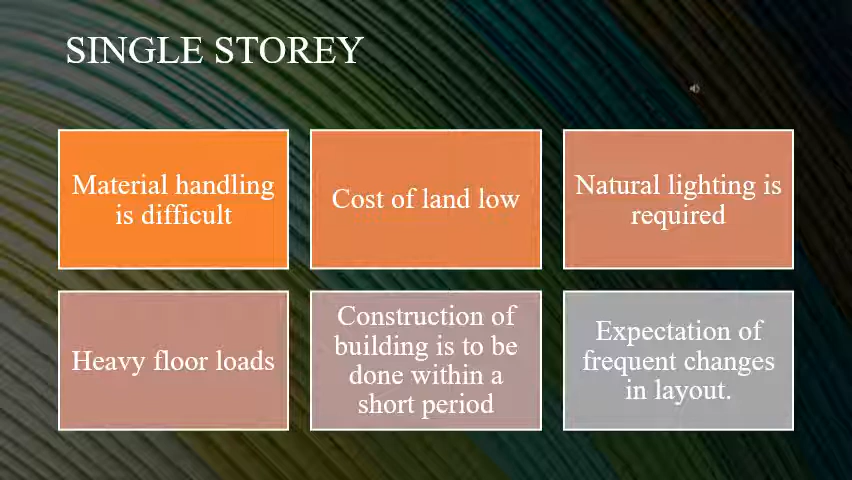 SINGLE STOREY
Material handling
is difficult
Cost of land low
Natural lighting is
required
Heavy floor loads
Construction of
building is to be
done within a
short period
Expectation of
frequent changes
in layout.